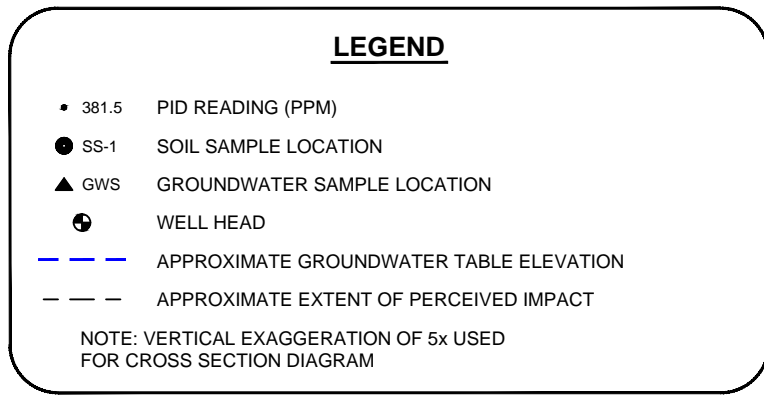 LEGEND
381.5 PID READING (PPM)
SS-1 SOIL SAMPLE LOCATION
GWS GROUNDWATER SAMPLE LOCATION
WELL HEAD
APPROXIMATE GROUNDWATER TABLE ELEVATION
APPROXIMATE EXTENT OF PERCEIVED IMPACT
NOTE: VERTICAL EXAGGERATION OF 5x USED
FOR CROSS SECTION DIAGRAM